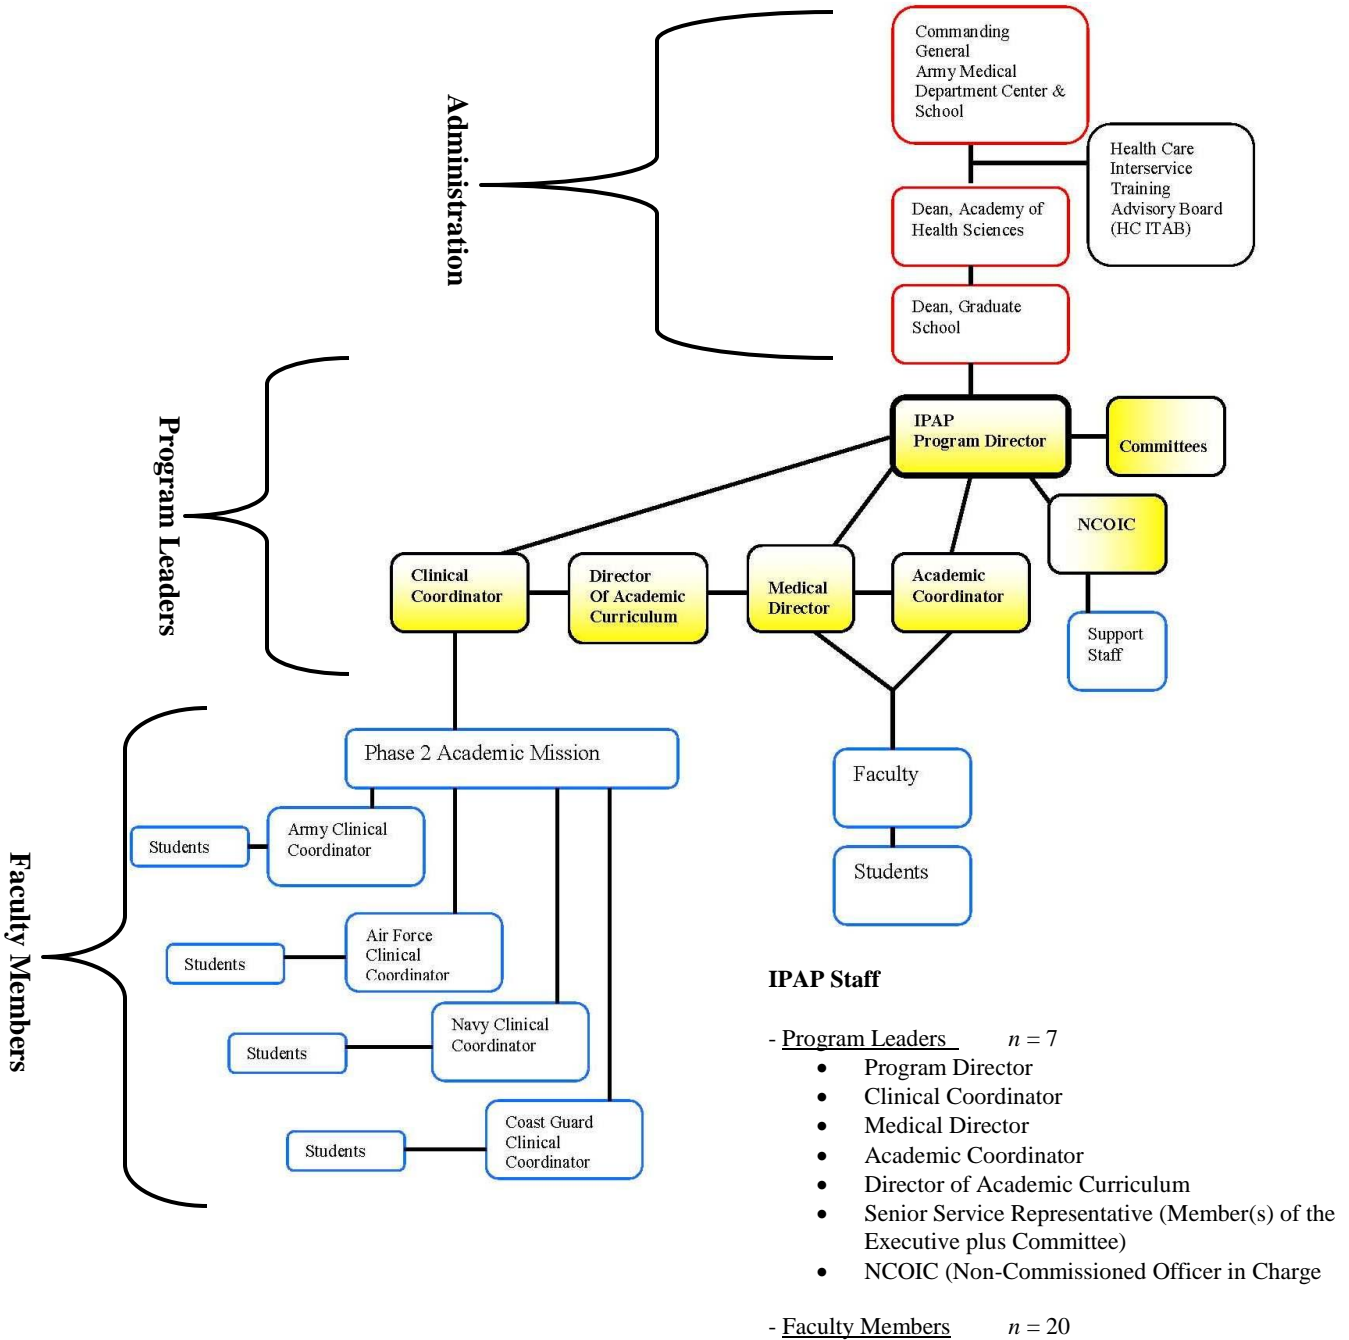 Commanding
General
Army Medical
Department Center &
School
Administration
Health Care
Interservice
Training
Advisory Board
(HC ITAB)
Dean, Academy of
Health Sciences
Dean, Graduate
School
Program Leaders
IPAP
Program Director
Committees
NCOIC
Clinical
Coordinator
Director
Of Academic
Curriculum
Medical
Director
Academic
Coordinator
Support
Staff
Faculty Members
Phase 2 Academic Mission
Faculty
Students
Army Clinical
Coordinator
Students
Air Force
Clinical
Coordinator
Students
Navy Clinical
Coordinator
Students
Coast Guard
Clinical
Coordinator
Students
IPAP Staff
- Program Leaders n = 7
• Program Director
• Clinical Coordinator
• Medical Director
• Academic Coordinator
• Director of Academic Curriculum
• Senior Service Representative (Member(s) of the
Executive plus Committee)
• NCOIC (Non-Commissioned Officer in Charge
- Faculty Members n = 20